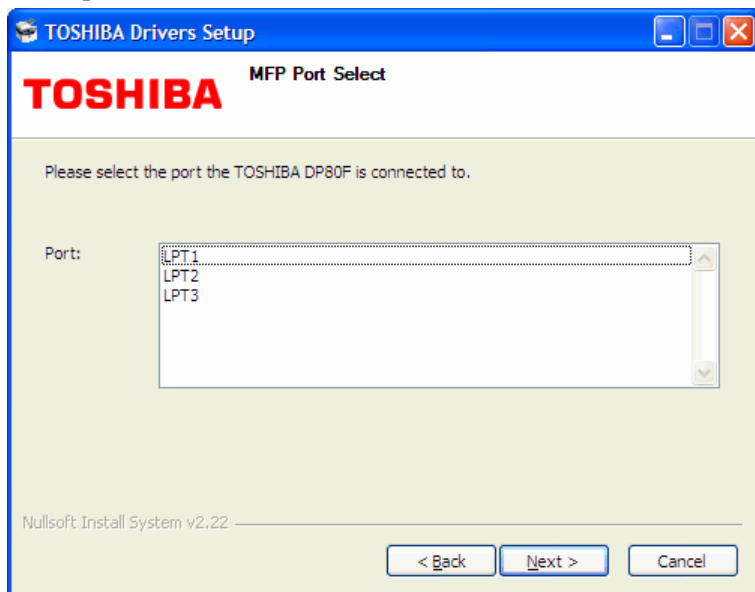 TOSHIBA Drivers Setup
TOSHIBA
MFP Port Select
Please select the port the TOSHIBA DP80F is connected to.
Port:
LPT1
LPT2
LPT3
Nullsoft Install System v2.22
< Back
Next >
Cancel